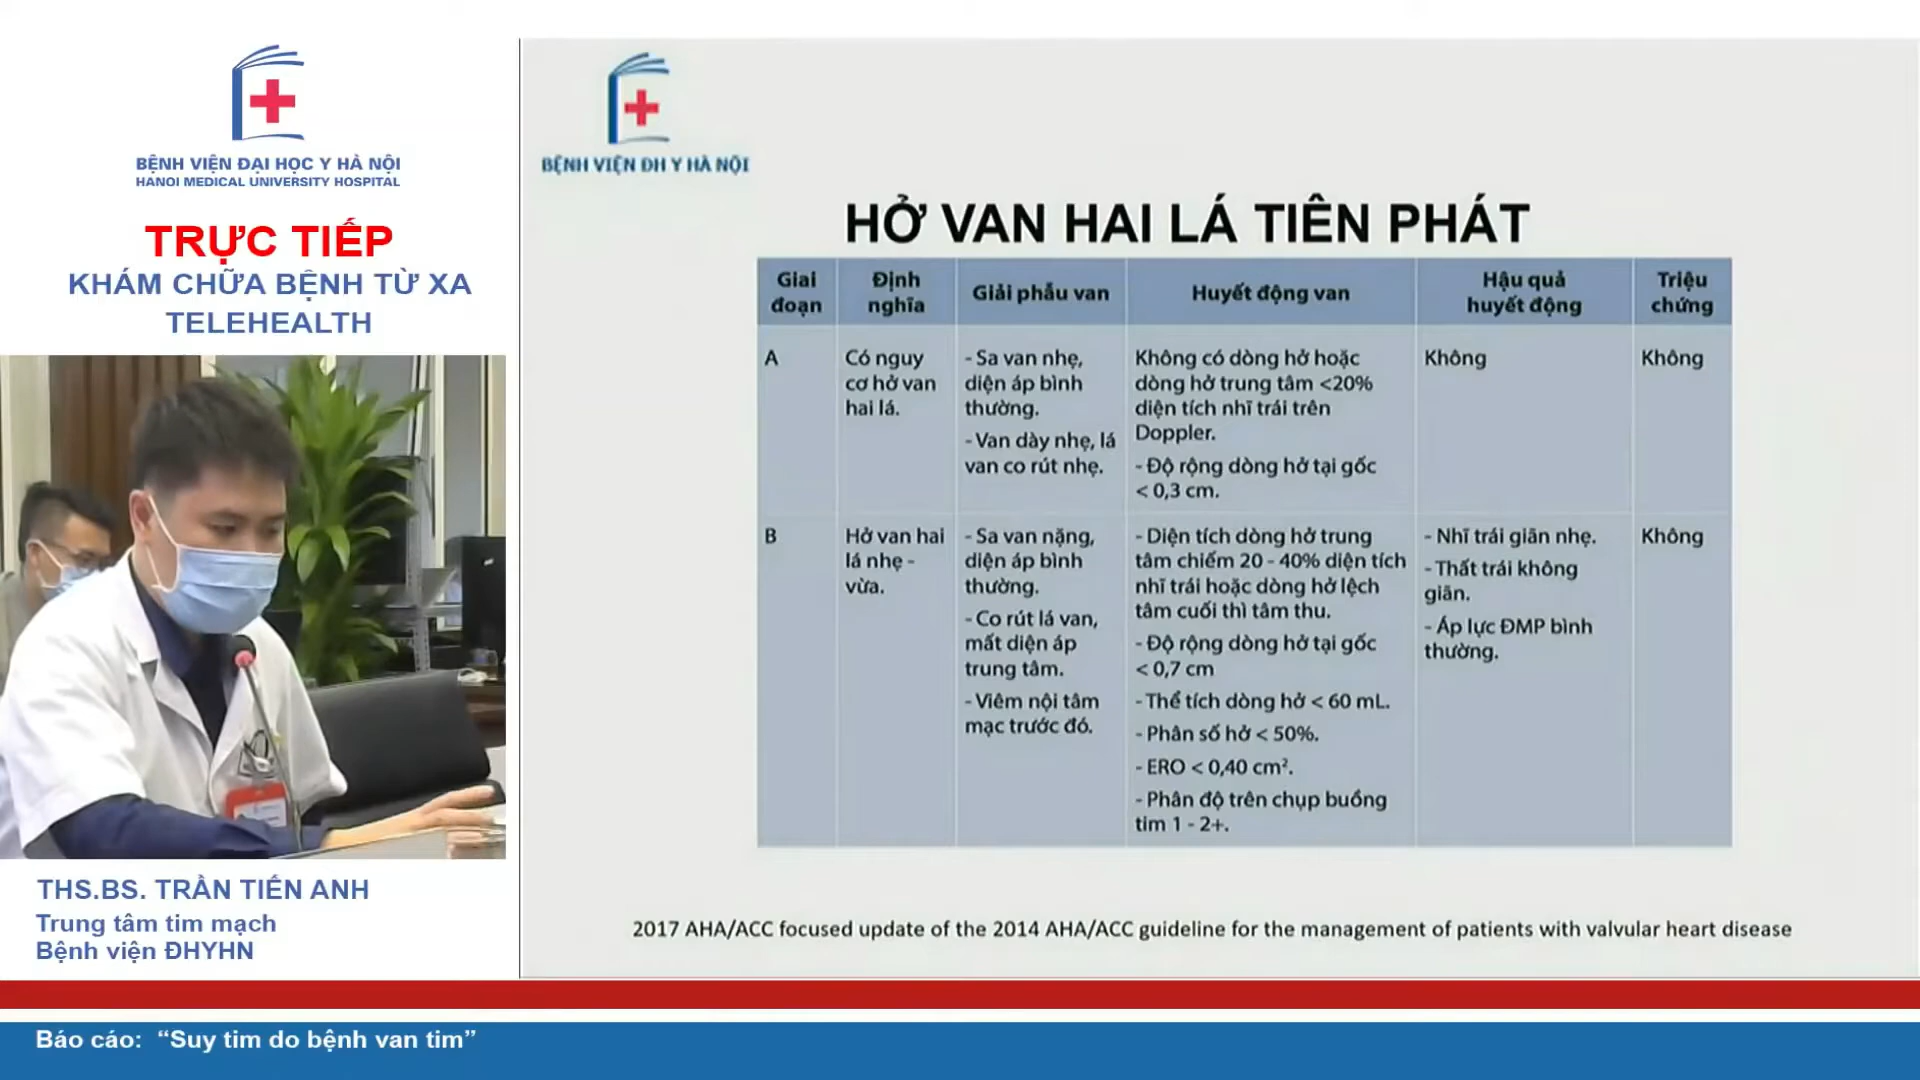 BỆNH VIỆN ĐẠI HỌC Y HÀ NỘI
HANOI MEDICAL UNIVERSITY HOSPITAL
TRỰC TIẾP
KHÁM CHỮA BỆNH TỪ XA
TELEHEALTH
THS.BS. TRẦN TIẾN ANH
Trung tâm tim mạch
Bệnh viện ĐHYHN
BỆNH VIỆN ĐH Y HÀ NỘI
HỞ VAN HAI LÁ TIÊN PHÁT
Giai
đoạn
Định
nghĩa
Giải phẫu van
Huyết động van
Hậu quả
huyết động
Triệu
chứng
A
Có nguy
cơ hở van
hai lá.
- Sa van nhẹ,
diện áp bình
thường.
- Van dày nhẹ, lá
van co rút nhẹ.
Không có dòng hở hoặc
dòng hở trung tâm <20%
diện tích nhĩ trái trên
Doppler.
- Độ rộng dòng hở tại gốc
< 0,3 cm.
Không
Không
B
Hở van hai
lá nhẹ -
vừa.
- Sa van nặng,
diện áp bình
thường.
- Co rút lá van,
mất diện áp
trung tâm.
- Viêm nội tâm
mạc trước đó.
- Diện tích dòng hở trung
tâm chiếm 20 - 40% diện tích
nhĩ trái hoặc dòng hở lệch
tâm cuối thì tâm thu.
- Độ rộng dòng hở tại gốc
< 0,7 cm
- Thể tích dòng hở < 60 mL.
- Phân số hở < 50%.
- ERO < 0,40 cm².
- Phân độ trên chụp buồng
tim 1 - 2+.
- Nhĩ trái giãn nhẹ.
- Thất trái không
giãn.
- Áp lực ĐMP bình
thường.
Không
2017 AHA/ACC focused update of the 2014 AHA/ACC guideline for the management of patients with valvular heart disease
Báo cáo: “Suy tim do bệnh van tim”